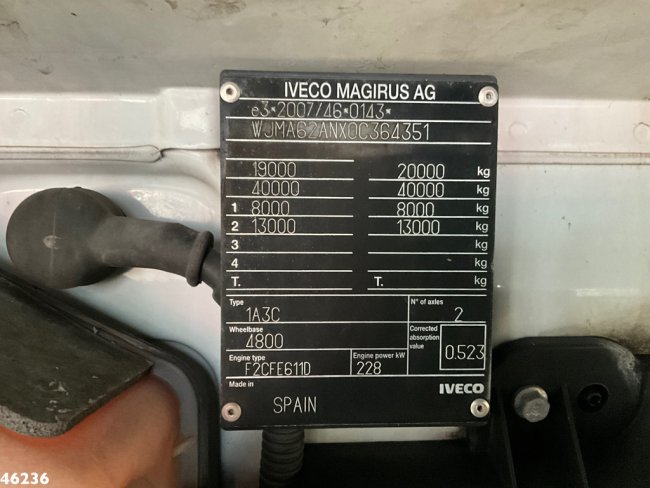 IVECO MAGIRUS AG
e3*2007/46*0143*
WJMA62ANX0C364351
19000 20000 kg
40000 40000 kg
1 8000 8000 kg
2 13000 13000 kg
3 kg
4 kg
T. T. kg
Type N° of axles
1A3C 2
Wheelbase Corrected absorption value
4800 0.523
Engine type Engine power kW
F2CFE611D 228
Made in IVECO
SPAIN
46236